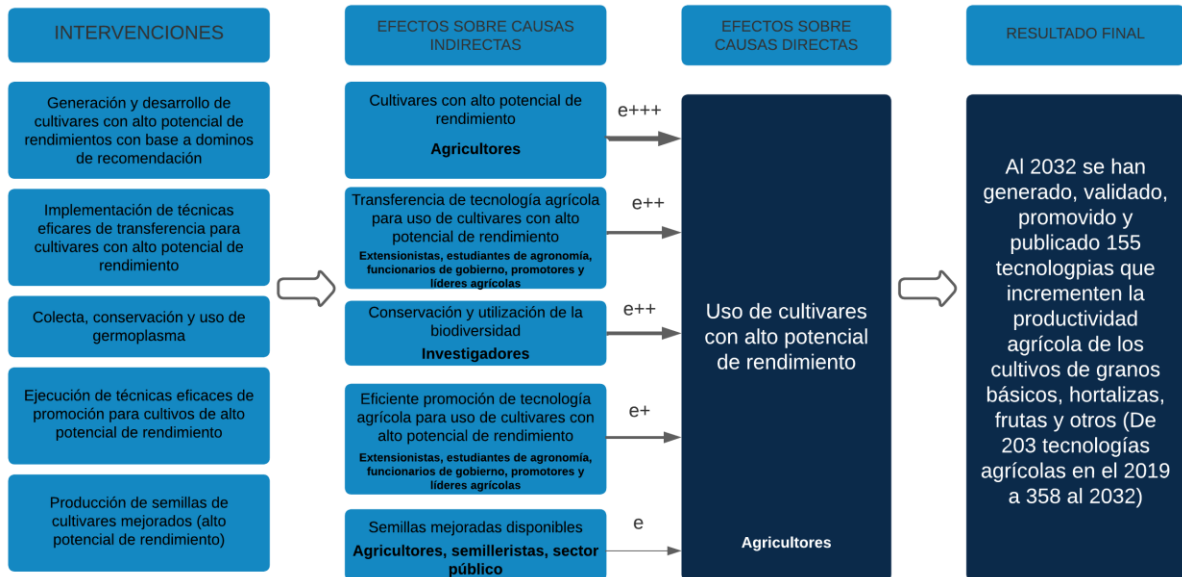 INTERVENCIONES
EFECTOS SOBRE CAUSAS
INDIRECTAS
EFECTOS SOBRE
CAUSAS DIRECTAS
RESULTADO FINAL
Generación y desarrollo de
cultivares con alto potencial de
rendimientos con base a dominos
de recomendación
Implementación de técnicas
eficares de transferencia para
cultivares con alto potencial de
rendimiento
Colecta, conservación y uso de
germoplasma
Ejecución de técnicas eficaces de
promoción para cultivos de alto
potencial de rendimiento
Producción de semillas de
cultivares mejorados (alto
potencial de rendimiento)
Cultivares con alto potencial de
rendimiento
Agricultores
e+++
Transferencia de tecnología agrícola
para uso de cultivares con alto
potencial de rendimiento
Extensionistas, estudiantes de agronomía,
funcionarios de gobierno, promotores y
líderes agrícolas
e++
Conservación y utilización de la
biodiversidad
Investigadores
e++
Eficiente promoción de tecnología
agrícola para uso de cultivares con
alto potencial de rendimiento
Extensionistas, estudiantes de agronomía,
funcionarios de gobierno, promotores y
líderes agrícolas
e+
Semillas mejoradas disponibles
Agricultores, semilleristas, sector
público
e
Uso de cultivares
con alto potencial
de rendimiento
Agricultores
Al 2032 se han
generado, validado,
promovido y
publicado 155
tecnologpias que
incrementen la
productividad
agrícola de los
cultivos de granos
básicos, hortalizas,
frutas y otros (De
203 tecnologías
agrícolas en el 2019
a 358 al 2032)